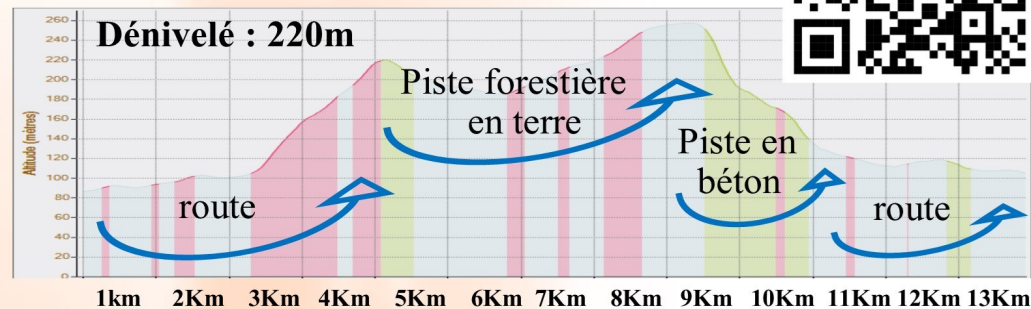 Dénivelé : 220m
Altitude (mètres)
260
240
220
200
180
160
140
120
100
80
60
40
20
0
route
Piste forestière
en terre
Piste en
béton
route
1km 2Km 3Km 4Km 5Km 6Km 7Km 8Km 9Km 10Km 11Km 12Km 13Km